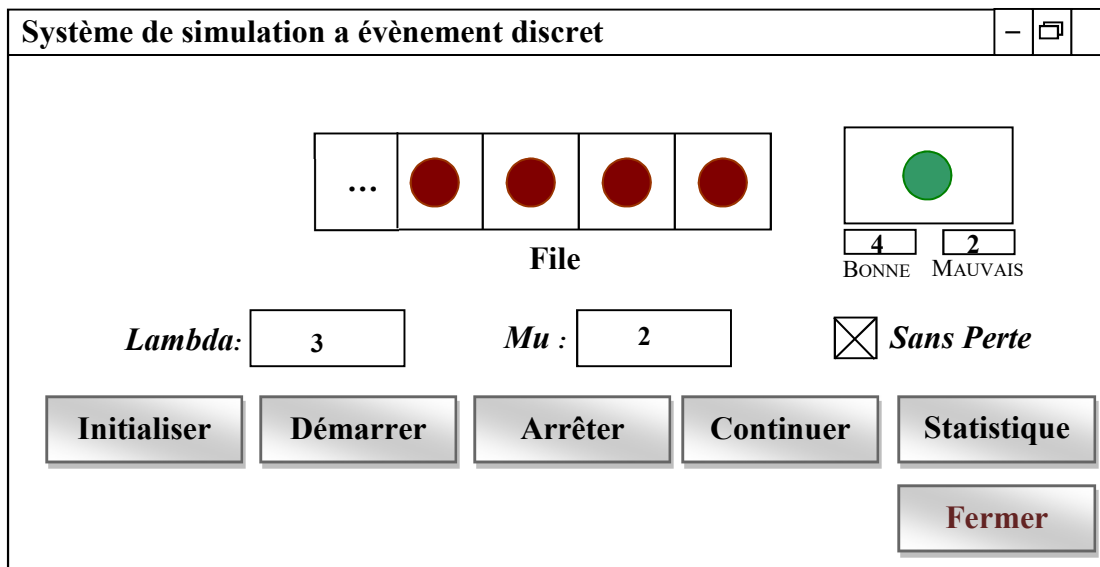 Système de simulation a évènement discret
...
File
4 2
BONNE MAUVAIS
Lambda: 3 Mu : 2 Sans Perte
Initialiser Démarrer Arrêter Continuer Statistique
Fermer